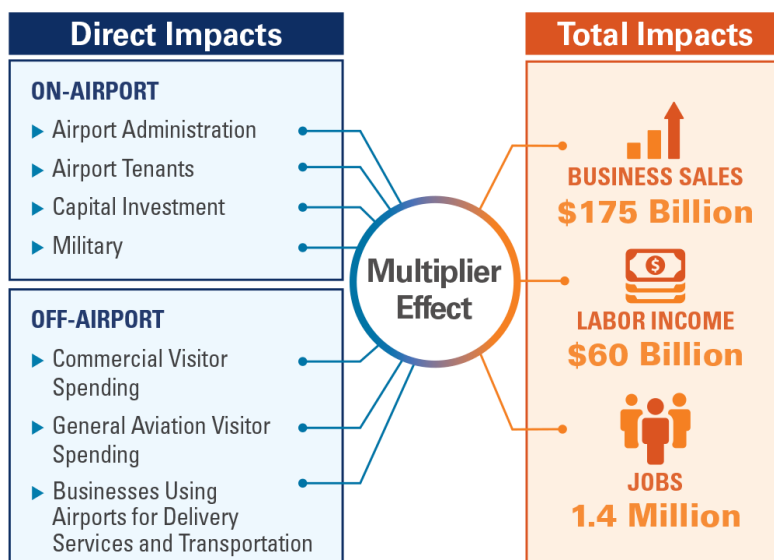 Direct Impacts
ON-AIRPORT
Airport Administration
Airport Tenants
Capital Investment
Military
OFF-AIRPORT
Commercial Visitor
Spending
General Aviation Visitor
Spending
Businesses Using
Airports for Delivery
Services and Transportation
Multiplier
Effect
Total Impacts
$
BUSINESS SALES
$175 Billion
LABOR INCOME
$60 Billion
JOBS
1.4 Million